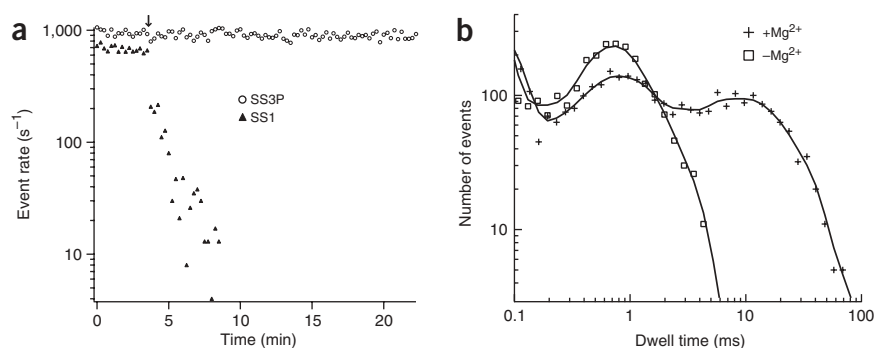 a
Event rate (s⁻¹)
1,000
100
10
SS3P
SS1
0 5 10 15 20
Time (min)
b
Number of events
100
10
+Mg²⁺
−Mg²⁺
0.1 1 10 100
Dwell time (ms)